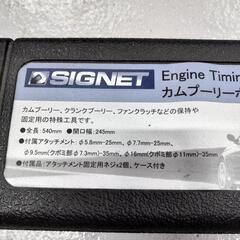 SIGNET
Engine Timin
カムプーリーホ
カムプーリー、クランクプーリー、ファンクラッチなどの保持や
固定用の特殊工具です。
●全長：540mm ●開口幅：245mm
●付属アタッチメント：φ5.8mm-25mm、φ7.7mm-25mm、
φ9.5mm(クボミ部φ7.3mm)-35mm、φ16mm(クボミ部φ11mm)-35mm
●付属品：アタッチメント固定用ネジx2個、ケース付き